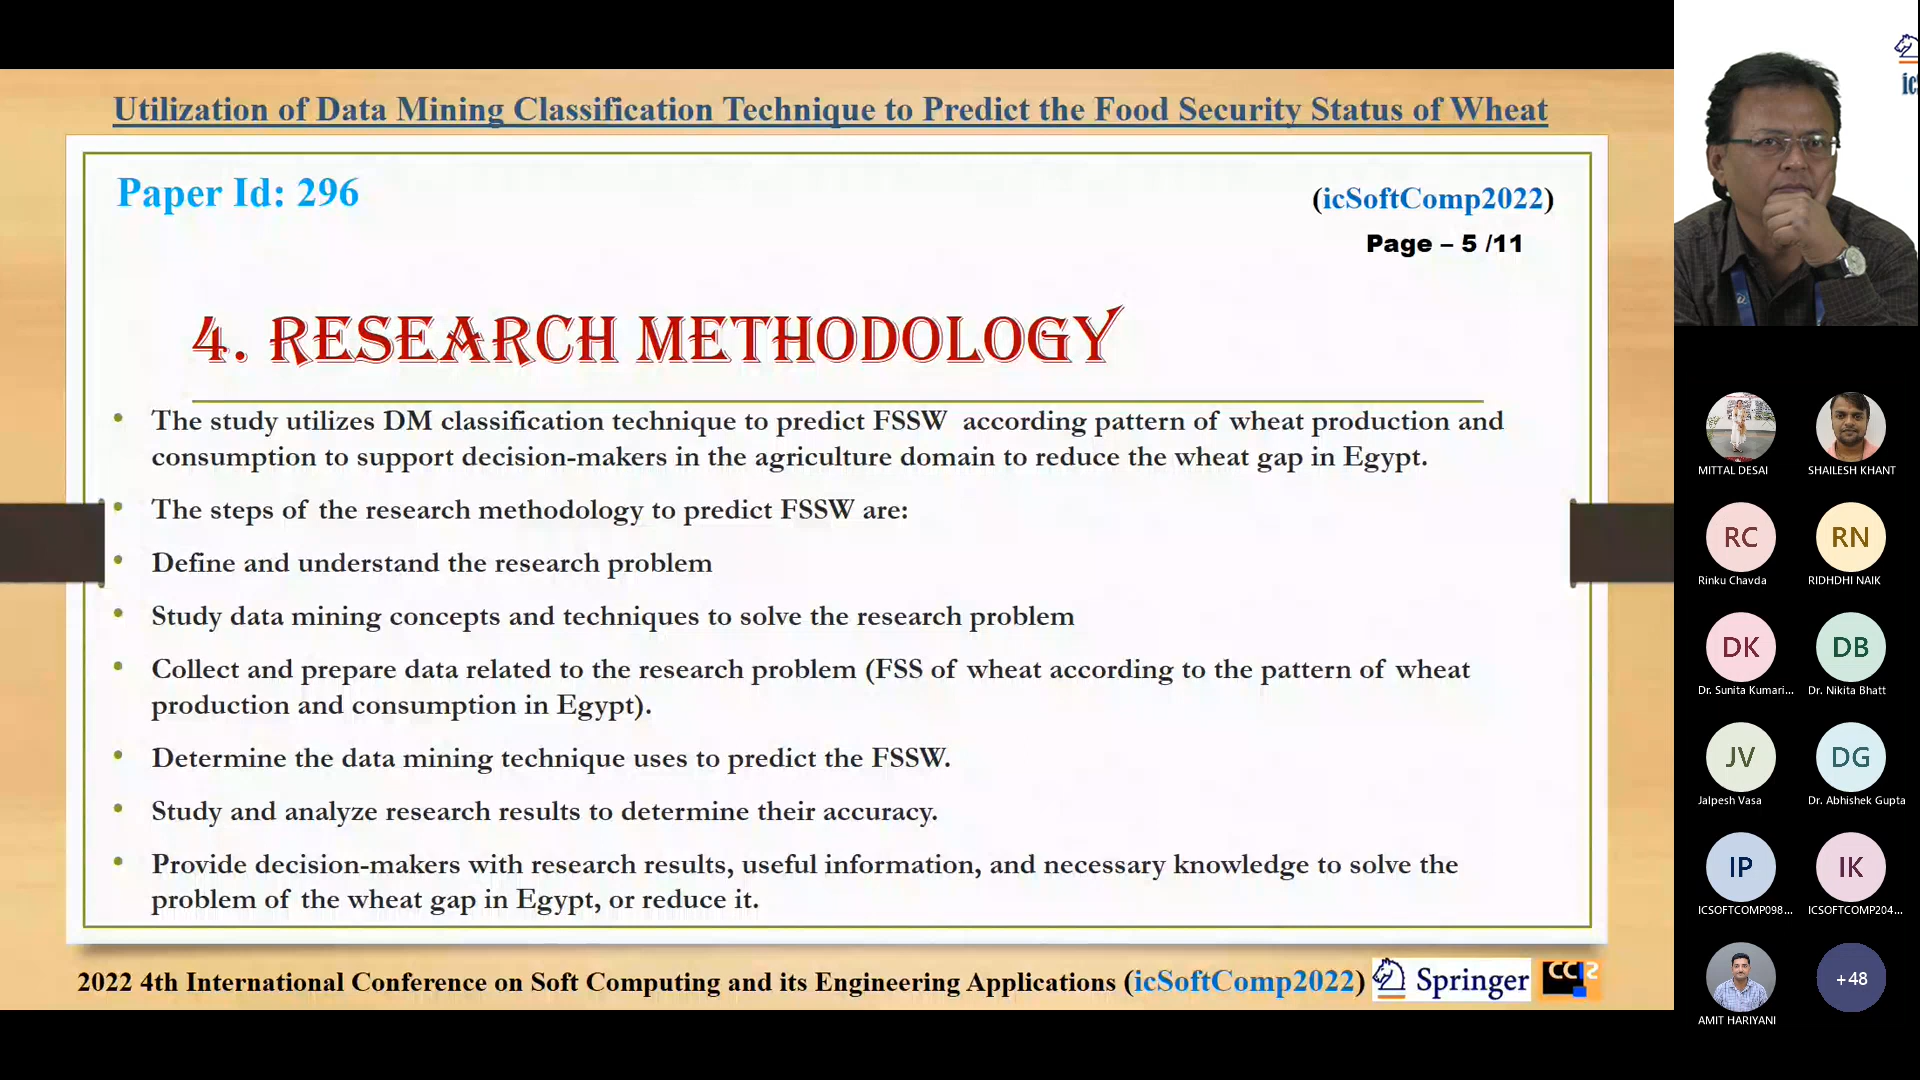 Utilization of Data Mining Classification Technique to Predict the Food Security Status of Wheat
Paper Id: 296
(icSoftComp2022)
Page – 5 /11
4. RESEARCH METHODOLOGY
• The study utilizes DM classification technique to predict FSSW according pattern of wheat production and
consumption to support decision-makers in the agriculture domain to reduce the wheat gap in Egypt.
• The steps of the research methodology to predict FSSW are:
• Define and understand the research problem
• Study data mining concepts and techniques to solve the research problem
• Collect and prepare data related to the research problem (FSS of wheat according to the pattern of wheat
production and consumption in Egypt).
• Determine the data mining technique uses to predict the FSSW.
• Study and analyze research results to determine their accuracy.
• Provide decision-makers with research results, useful information, and necessary knowledge to solve the
problem of the wheat gap in Egypt, or reduce it.
2022 4th International Conference on Soft Computing and its Engineering Applications (icSoftComp2022)
Springer
ic
MITTAL DESAI
SHAILESH KHANT
RC
RN
Rinku Chavda
RIDHDHI NAIK
DK
DB
Dr. Sunita Kumari...
Dr. Nikita Bhatt
JV
DG
Jalpesh Vasa
Dr. Abhishek Gupta
IP
IK
ICSOFTCOMP098...
ICSOFTCOMP204...
+48
AMIT HARIYANI